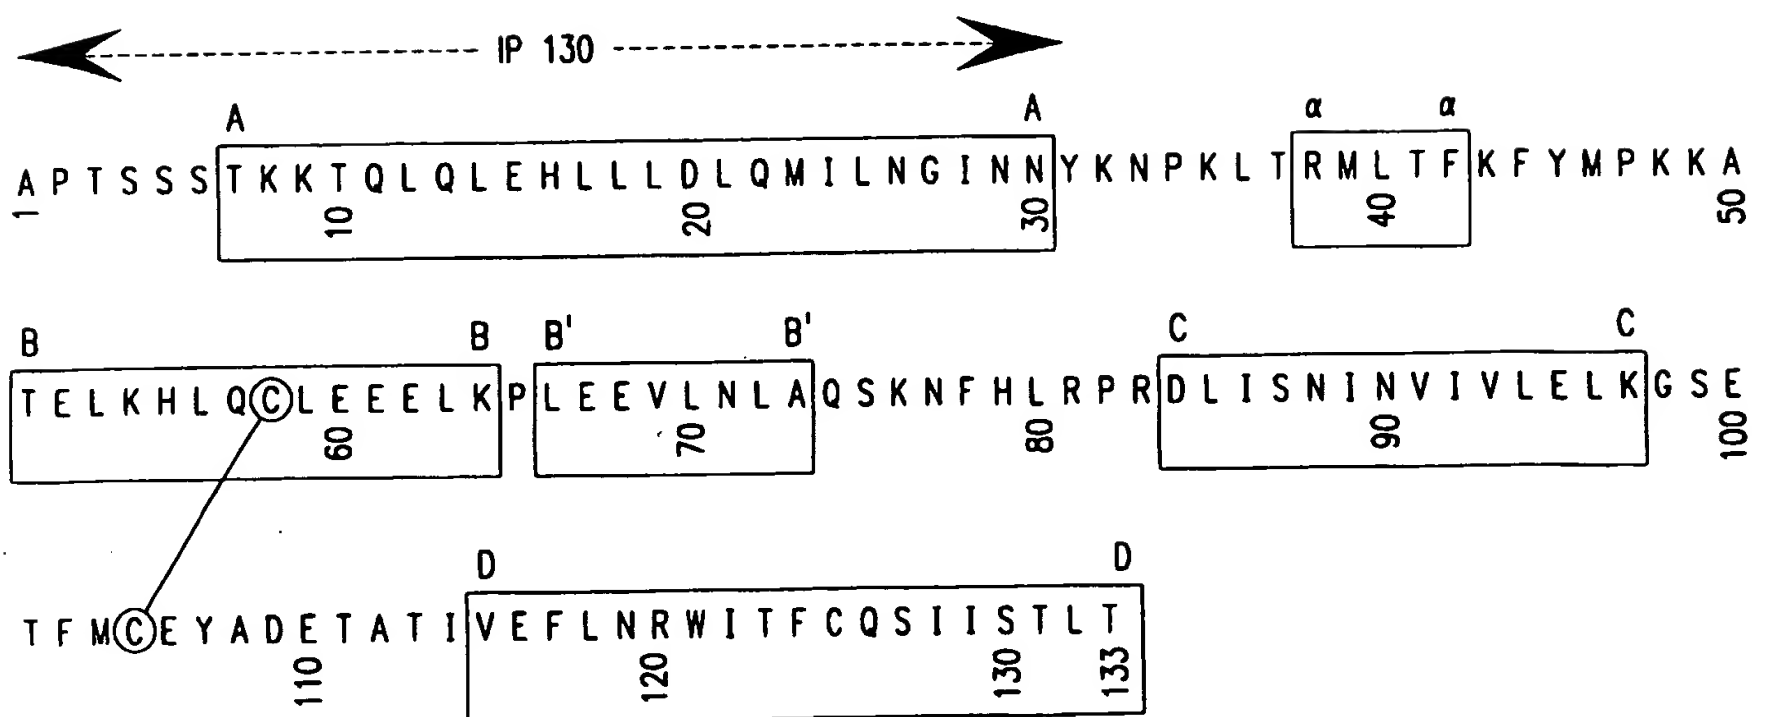 IP 130
A A α α
A P T S S S T K K T Q L Q L E H L L L D L Q M I L N G I N N Y K N P K L T R M L T F K F Y M P K K A
1 10 20 30 40 50
B B B' B' C C
T E L K H L Q C L E E E L K P L E E V L N L A Q S K N F H L R P R D L I S N I N V I V L E L K G S E
60 70 80 90 100
D D
T F M C E Y A D E T A T I V E F L N R W I T F C Q S I I S T L T
110 120 130 133